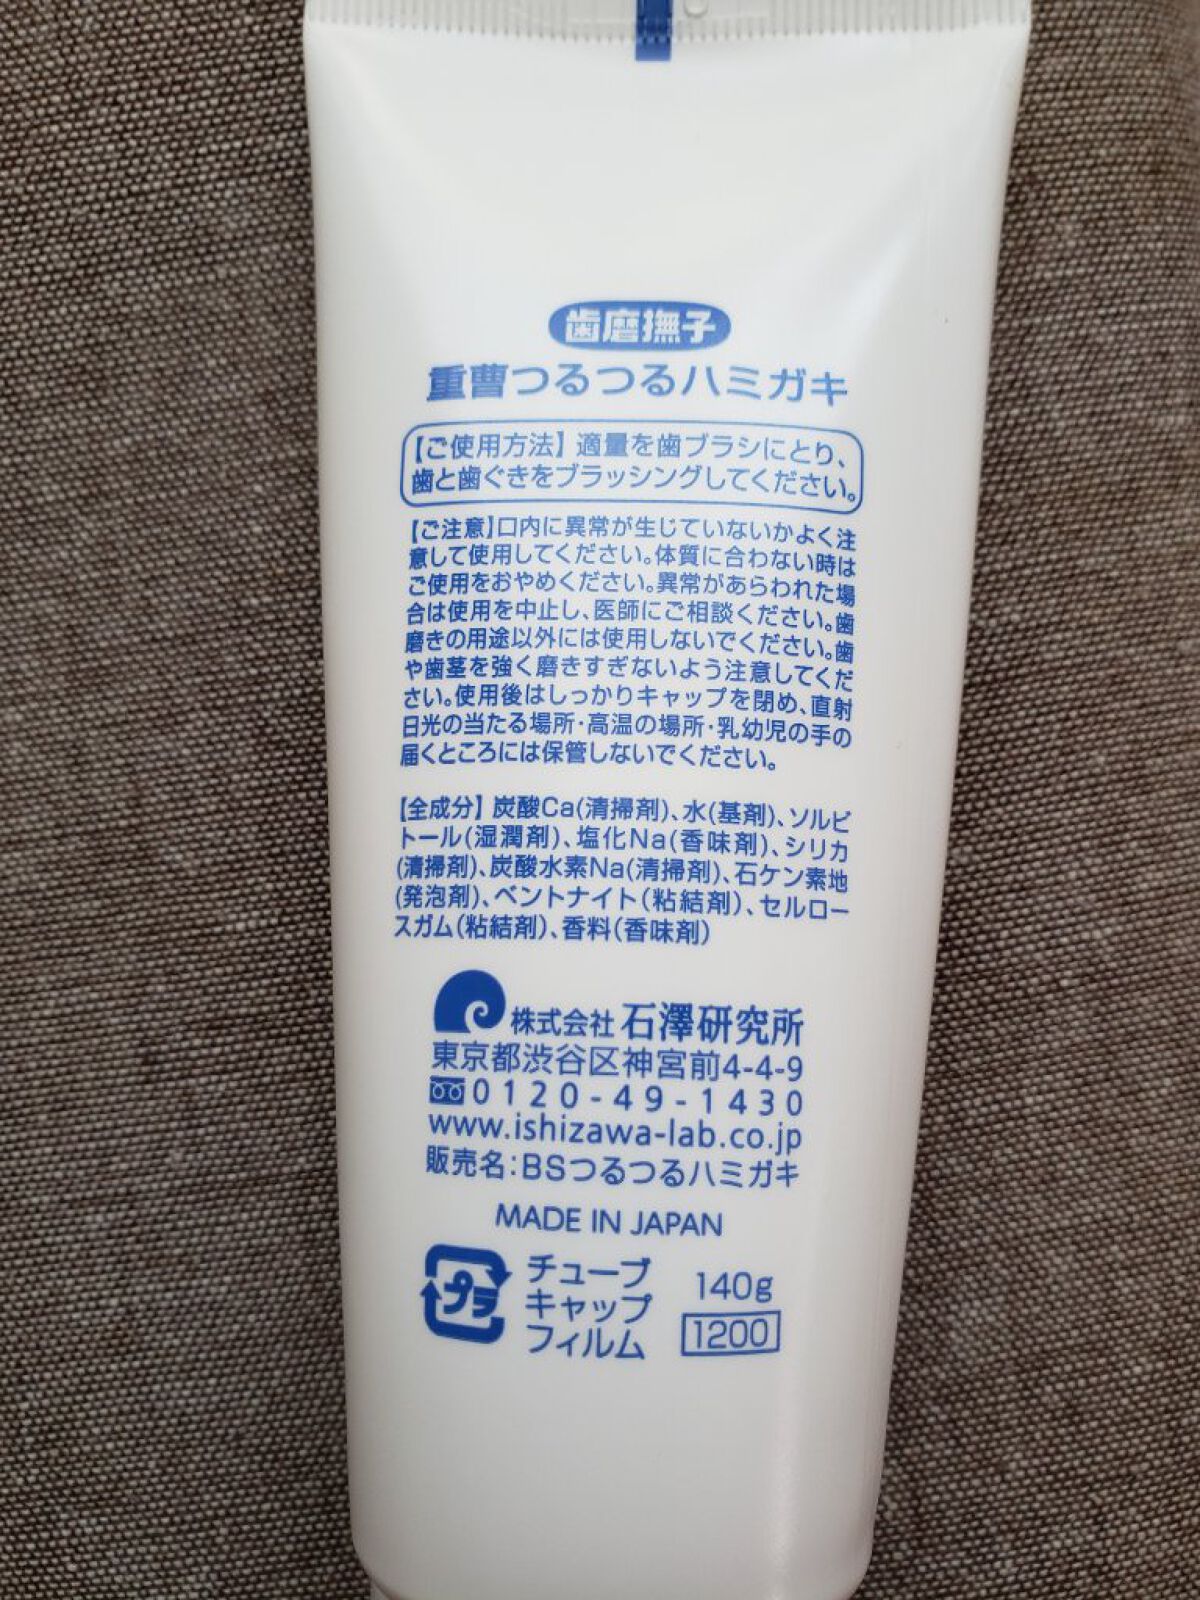 歯磨撫子
重曹つるつるハミガキ
【ご使用方法】適量を歯ブラシにとり、
歯と歯ぐきをブラッシングしてください。
【ご注意】口内に異常が生じていないかよく注
意して使用してください。体質に合わない時は
ご使用をおやめください。異常があらわれた場
合は使用を中止し、医師にご相談ください。歯
磨きの用途以外には使用しないでください。歯
や歯茎を強く磨きすぎないよう注意してくだ
さい。使用後はしっかりキャップを閉め、直射
日光の当たる場所・高温の場所・乳幼児の手の
届くところには保管しないでください。
【全成分】炭酸Ca(清掃剤)、水(基剤)、ソルビ
トール(湿潤剤)、塩化Na(香味剤)、シリカ
(清掃剤)、炭酸水素Na(清掃剤)、石ケン素地
(発泡剤)、ベントナイト(粘結剤)、セルロー
スガム(粘結剤)、香料(香味剤)
株式会社 石澤研究所
東京都渋谷区神宮前4-4-9
0120-49-1430
www.ishizawa-lab.co.jp
販売名：BSつるつるハミガキ
MADE IN JAPAN
プラ
チューブ
キャップ
フィルム
140g
1200